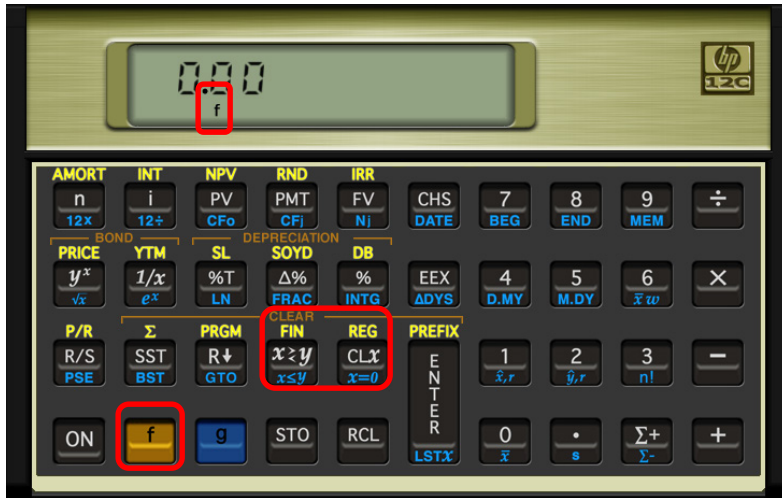 0.00
f
hp
12C
AMORT INT NPV RND IRR
n i PV PMT FV CHS 7 8 9 ÷
12x 12÷ CFo CFj Nj DATE BEG END MEM
BOND DEPRECIATION
PRICE YTM SL SOYD DB
yˣ 1/x %T Δ% % EEX 4 5 6 ×
√x eˣ LN FRAC INTG ΔDYS D.MY M.DY x̄w
CLEAR
P/R Σ PRGM FIN REG PREFIX
R/S SST R↓ x≷y CLx ENTER 1 2 3 −
PSE BST GTO x≤y x=0 x̂,r ŷ,r n!
ON f g STO RCL 0 · Σ+ +
LSTx x̄ s Σ-